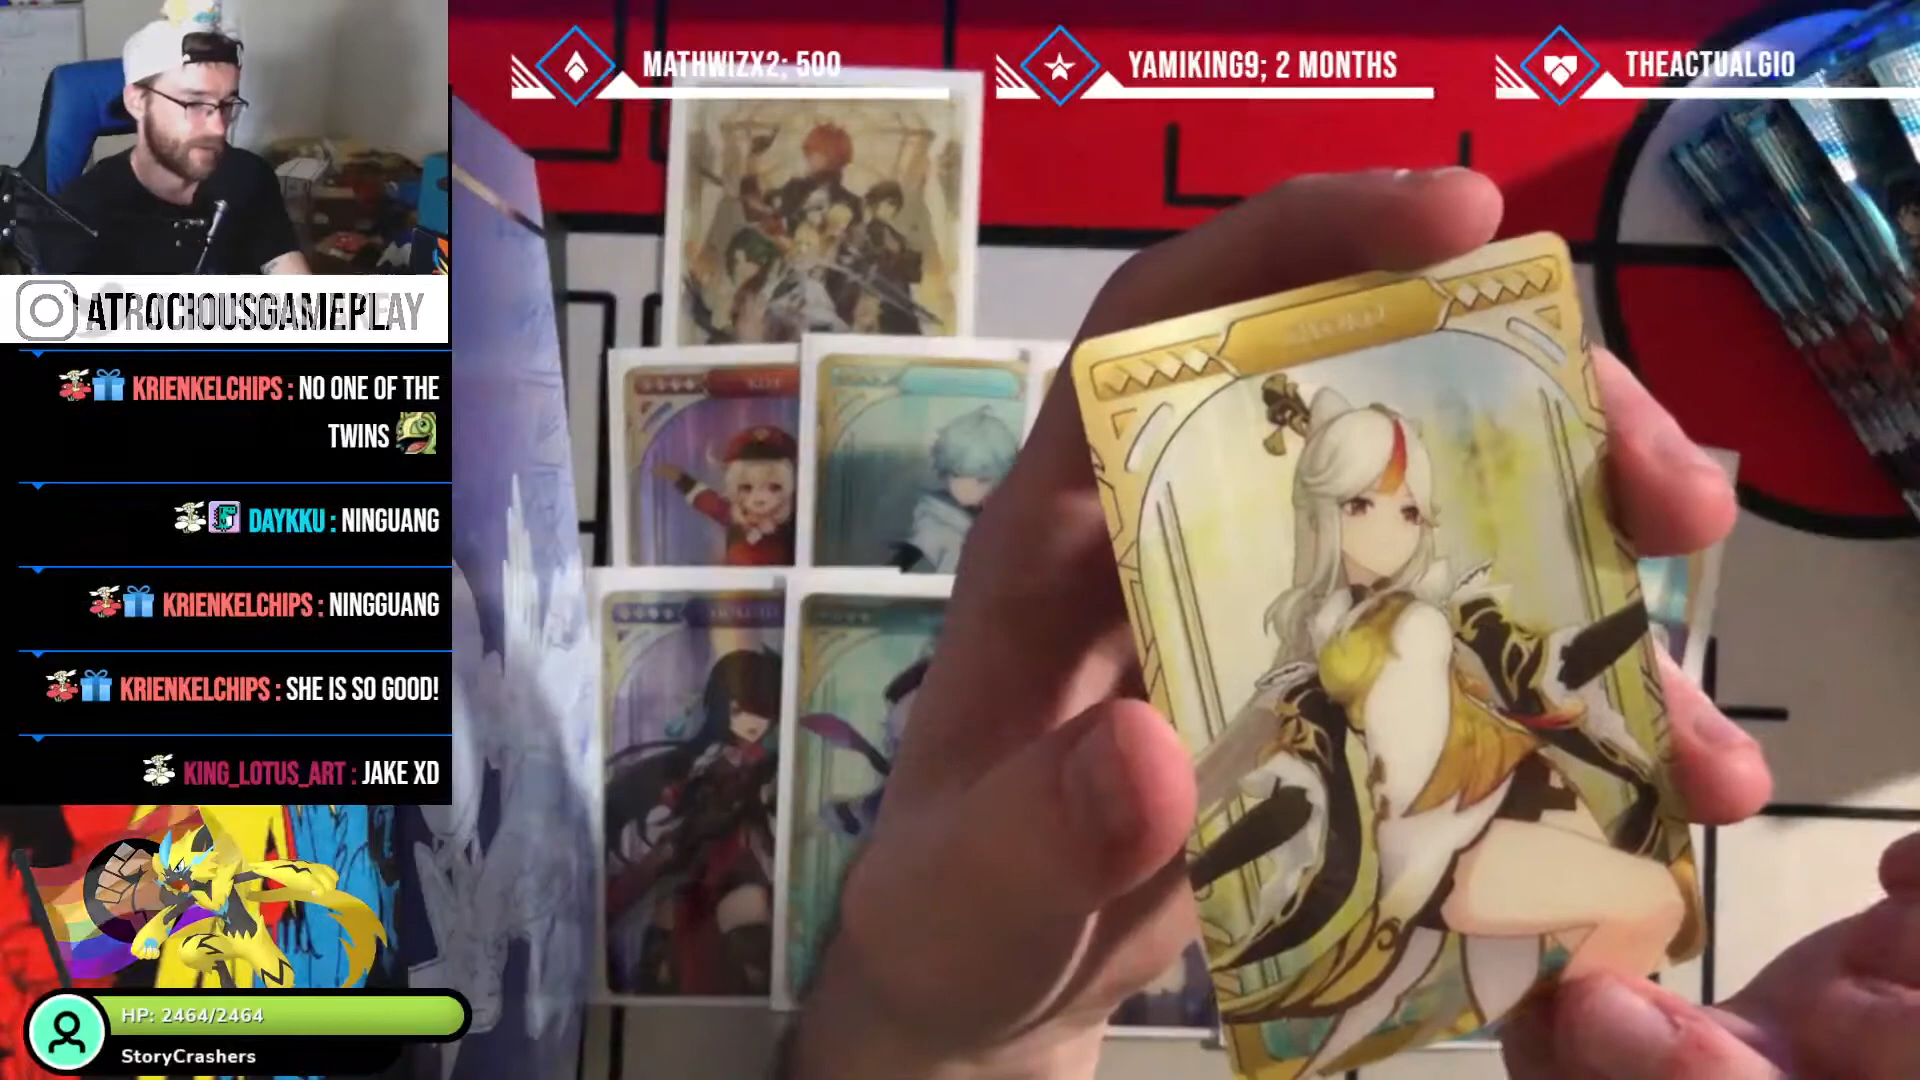 MATHWIZX2; 500
YAMIKING9; 2 MONTHS
THEACTUALGIO
ATROCIOUSGAMEPLAY
KRIENKELCHIPS : NO ONE OF THE
TWINS
DAYKKU : NINGUANG
KRIENKELCHIPS : NINGGUANG
KRIENKELCHIPS : SHE IS SO GOOD!
KING_LOTUS_ART : JAKE XD
HP: 2464/2464
StoryCrashers